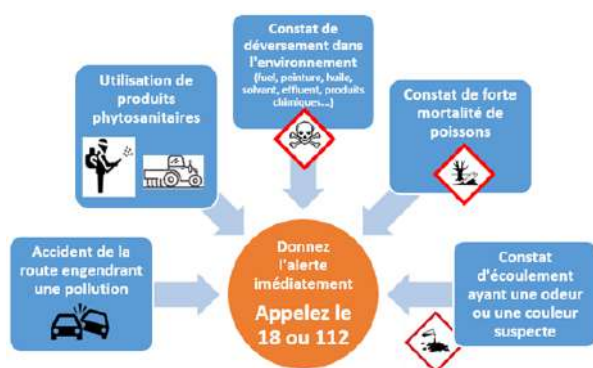 Constat de
déversement dans
l'environnement
(fuel, peinture, huile,
solvant, effluent, produits
chimiques...)
Utilisation de
produits
phytosanitaires
Constat de forte
mortalité de
poissons
Accident de la
route engendrant
une pollution
Donnez
l'alerte
imédiatement
Appelez le
18 ou 112
Constat
d'écoulement
ayant une odeur
ou une couleur
suspecte